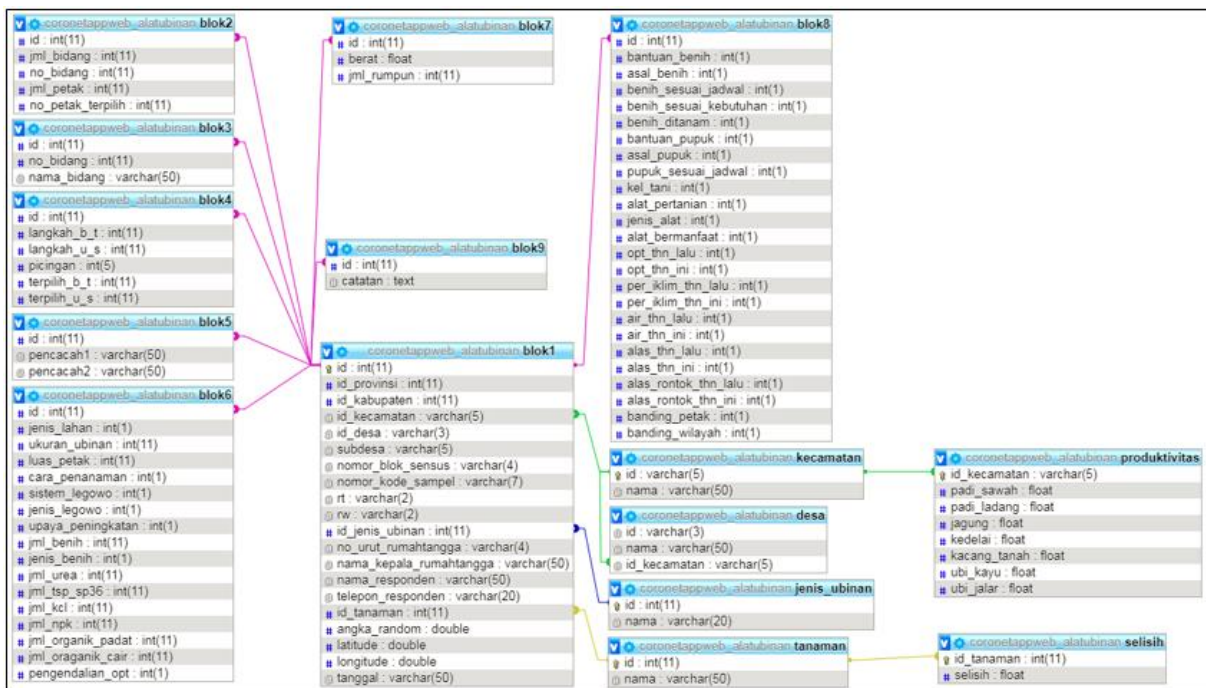 coronetappweb_alatubinan blok2
id : int(11)
jml_bidang : int(11)
no_bidang : int(11)
jml_petak : int(11)
no_petak_terpilih : int(11)
coronetappweb_alatubinan blok3
id : int(11)
no_bidang : int(11)
nama_bidang : varchar(50)
coronetappweb_alatubinan blok4
id : int(11)
langkah_b_t : int(11)
langkah_u_s : int(11)
picingan : int(5)
terpilih_b_t : int(11)
terpilih_u_s : int(11)
coronetappweb_alatubinan blok5
id : int(11)
pencacah1 : varchar(50)
pencacah2 : varchar(50)
coronetappweb_alatubinan blok6
id : int(11)
jenis_lahan : int(1)
ukuran_ubinan : int(11)
luas_petak : int(11)
cara_penanaman : int(1)
sistem_legowo : int(1)
jenis_legowo : int(1)
upaya_peningkatan : int(1)
jml_benih : int(11)
jenis_benih : int(1)
jml_urea : int(11)
jml_tsp_sp36 : int(11)
jml_kcl : int(11)
jml_npk : int(11)
jml_organik_padat : int(11)
jml_oraganik_cair : int(11)
pengendalian_opt : int(1)
coronetappweb_alatubinan blok7
id : int(11)
berat : float
jml_rumpun : int(11)
coronetappweb_alatubinan blok9
id : int(11)
catatan : text
coronetappweb_alatubinan blok1
id : int(11)
id_provinsi : int(11)
id_kabupaten : int(11)
id_kecamatan : varchar(5)
id_desa : varchar(3)
subdesa : varchar(5)
nomor_blok_sensus : varchar(4)
nomor_kode_sampel : varchar(7)
rt : varchar(2)
rw : varchar(2)
id_jenis_ubinan : int(11)
no_urut_rumahtangga : varchar(4)
nama_kepala_rumahtangga : varchar(50)
nama_responden : varchar(50)
telepon_responden : varchar(20)
id_tanaman : int(11)
angka_random : double
latitude : double
longitude : double
tanggal : varchar(50)
coronetappweb_alatubinan blok8
id : int(11)
bantuan_benih : int(1)
asal_benih : int(1)
benih_sesuai_jadwal : int(1)
benih_sesuai_kebutuhan : int(1)
benih_ditanam : int(1)
bantuan_pupuk : int(1)
asal_pupuk : int(1)
pupuk_sesuai_jadwal : int(1)
kel_tani : int(1)
alat_pertanian : int(1)
jenis_alat : int(1)
alat_bermanfaat : int(1)
opt_thn_lalu : int(1)
opt_thn_ini : int(1)
per_iklim_thn_lalu : int(1)
per_iklim_thn_ini : int(1)
air_thn_lalu : int(1)
air_thn_ini : int(1)
alas_thn_lalu : int(1)
alas_thn_ini : int(1)
alas_rontok_thn_lalu : int(1)
alas_rontok_thn_ini : int(1)
banding_petak : int(1)
banding_wilayah : int(1)
coronetappweb_alatubinan kecamatan
id : varchar(5)
nama : varchar(50)
coronetappweb_alatubinan desa
id : varchar(3)
nama : varchar(50)
id_kecamatan : varchar(5)
coronetappweb_alatubinan jenis_ubinan
id : int(11)
nama : varchar(20)
coronetappweb_alatubinan tanaman
id : int(11)
nama : varchar(50)
coronetappweb_alatubinan produktivitas
id_kecamatan : varchar(5)
padi_sawah : float
padi_ladang : float
jagung : float
kedelai : float
kacang_tanah : float
ubi_kayu : float
ubi_jalar : float
coronetappweb_alatubinan selisih
id_tanaman : int(11)
selisih : float